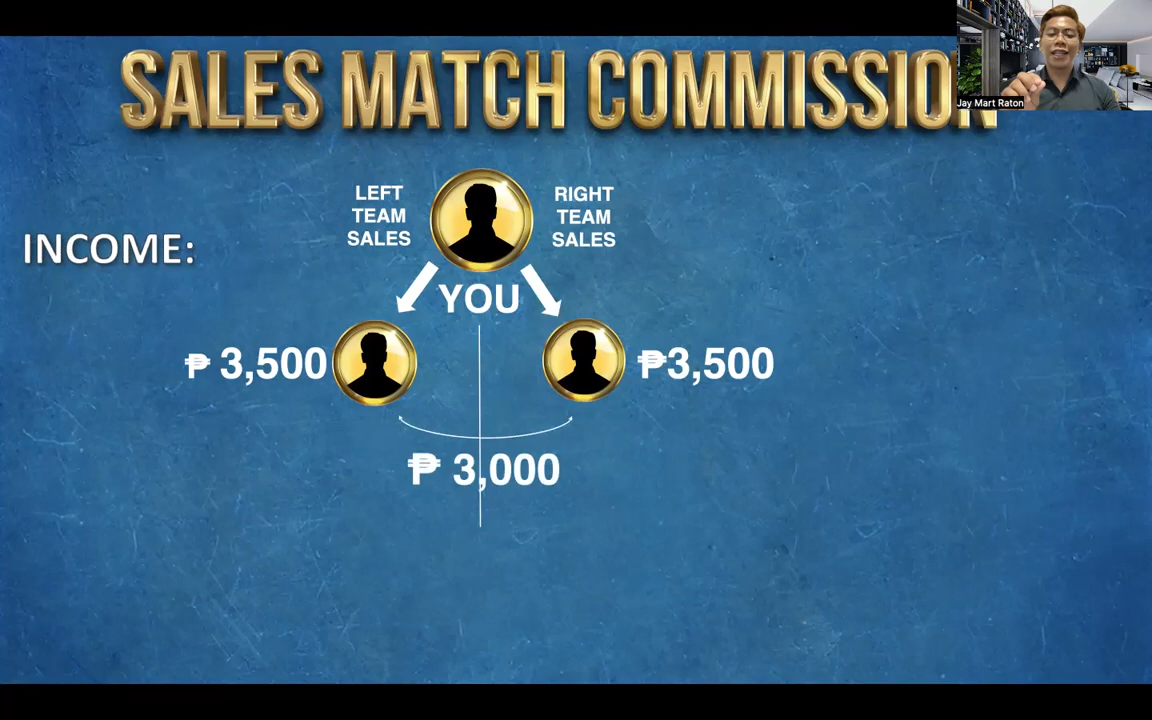 SALES MATCH COMMISSION
Jay Mart Raton
LEFT
TEAM
SALES
RIGHT
TEAM
SALES
INCOME:
YOU
₱ 3,500
₱3,500
₱ 3,000